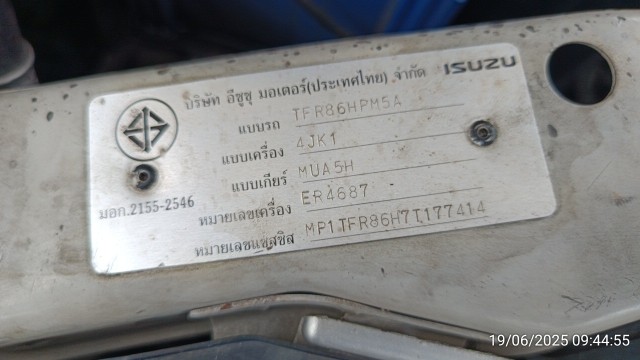 บริษัท อีซูซุ มอเตอร์(ประเทศไทย) จำกัด ISUZU
แบบรถ TFR86HPM5A
แบบเครื่อง 4JK1
แบบเกียร์ MUA5H
มอก.2155-2546
หมายเลขเครื่อง ER4687
หมายเลขแชสซิส MP1TFR86H7T177414
19/06/2025 09:44:55